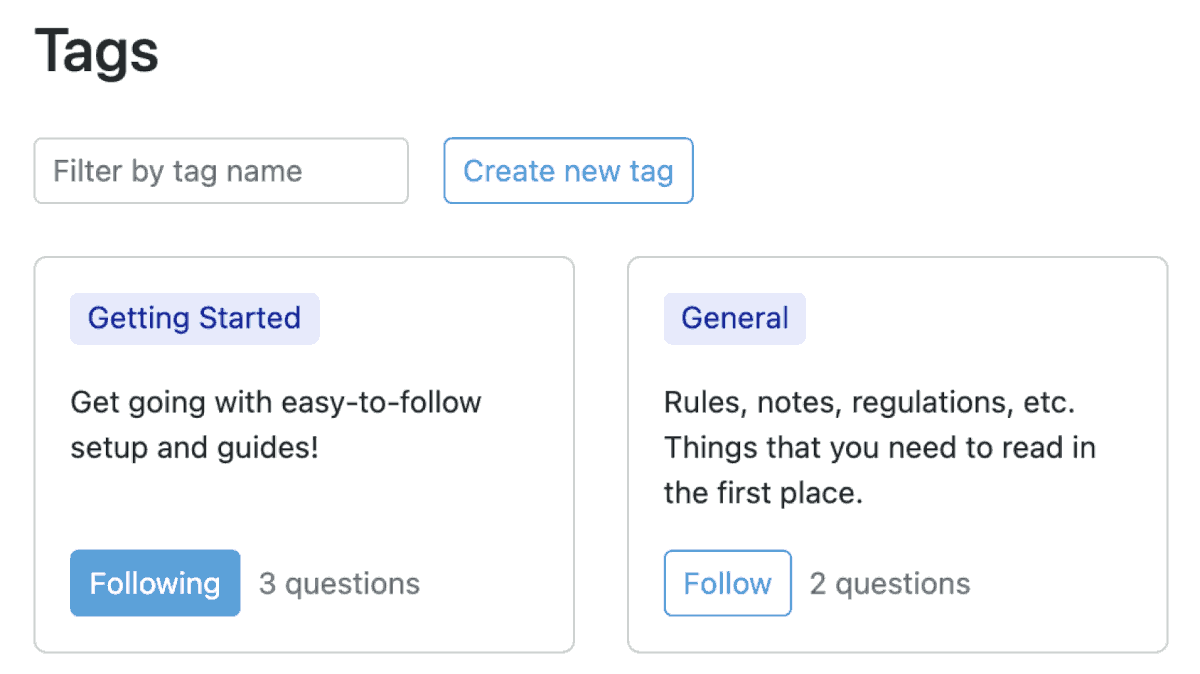 Tags
Filter by tag name
Create new tag
Getting Started
Get going with easy-to-follow
setup and guides!
Following
3 questions
General
Rules, notes, regulations, etc.
Things that you need to read in
the first place.
Follow
2 questions